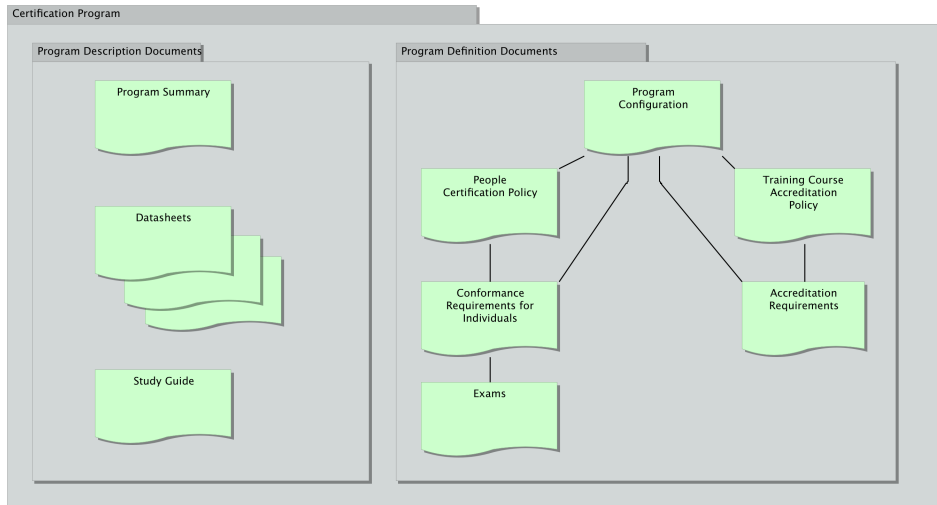 Certification Program
Program Description Documents
Program Summary
Datasheets
Study Guide
Program Definition Documents
Program
Configuration
People
Certification Policy
Training Course
Accreditation
Policy
Conformance
Requirements for
Individuals
Accreditation
Requirements
Exams